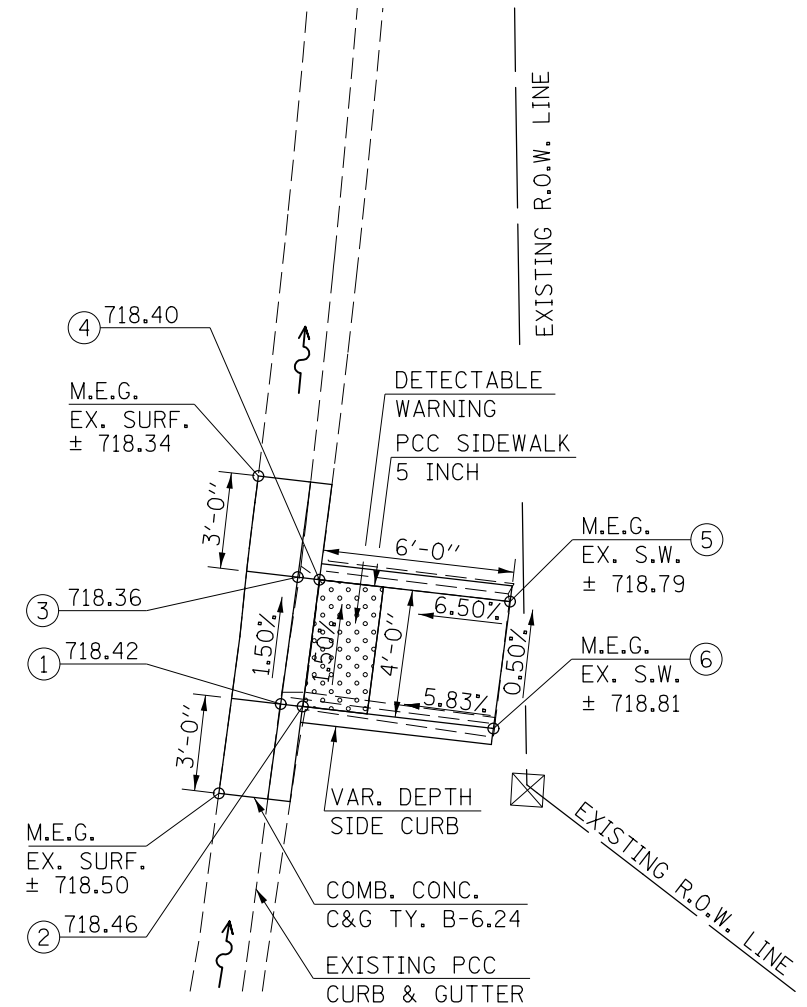 EXISTING R.O.W. LINE
④ 718.40
M.E.G.
EX. SURF.
± 718.34
DETECTABLE
WARNING
PCC SIDEWALK
5 INCH
3'-0"
6'-0"
M.E.G.
EX. S.W.
± 718.79
⑤
③ 718.36
6.50%
1.50%
1.50%
4'-0"
0.50%
① 718.42
M.E.G.
EX. S.W.
± 718.81
⑥
5.83%
3'-0"
VAR. DEPTH
SIDE CURB
M.E.G.
EX. SURF.
± 718.50
EXISTING R.O.W. LINE
COMB. CONC.
C&G TY. B-6.24
② 718.46
EXISTING PCC
CURB & GUTTER